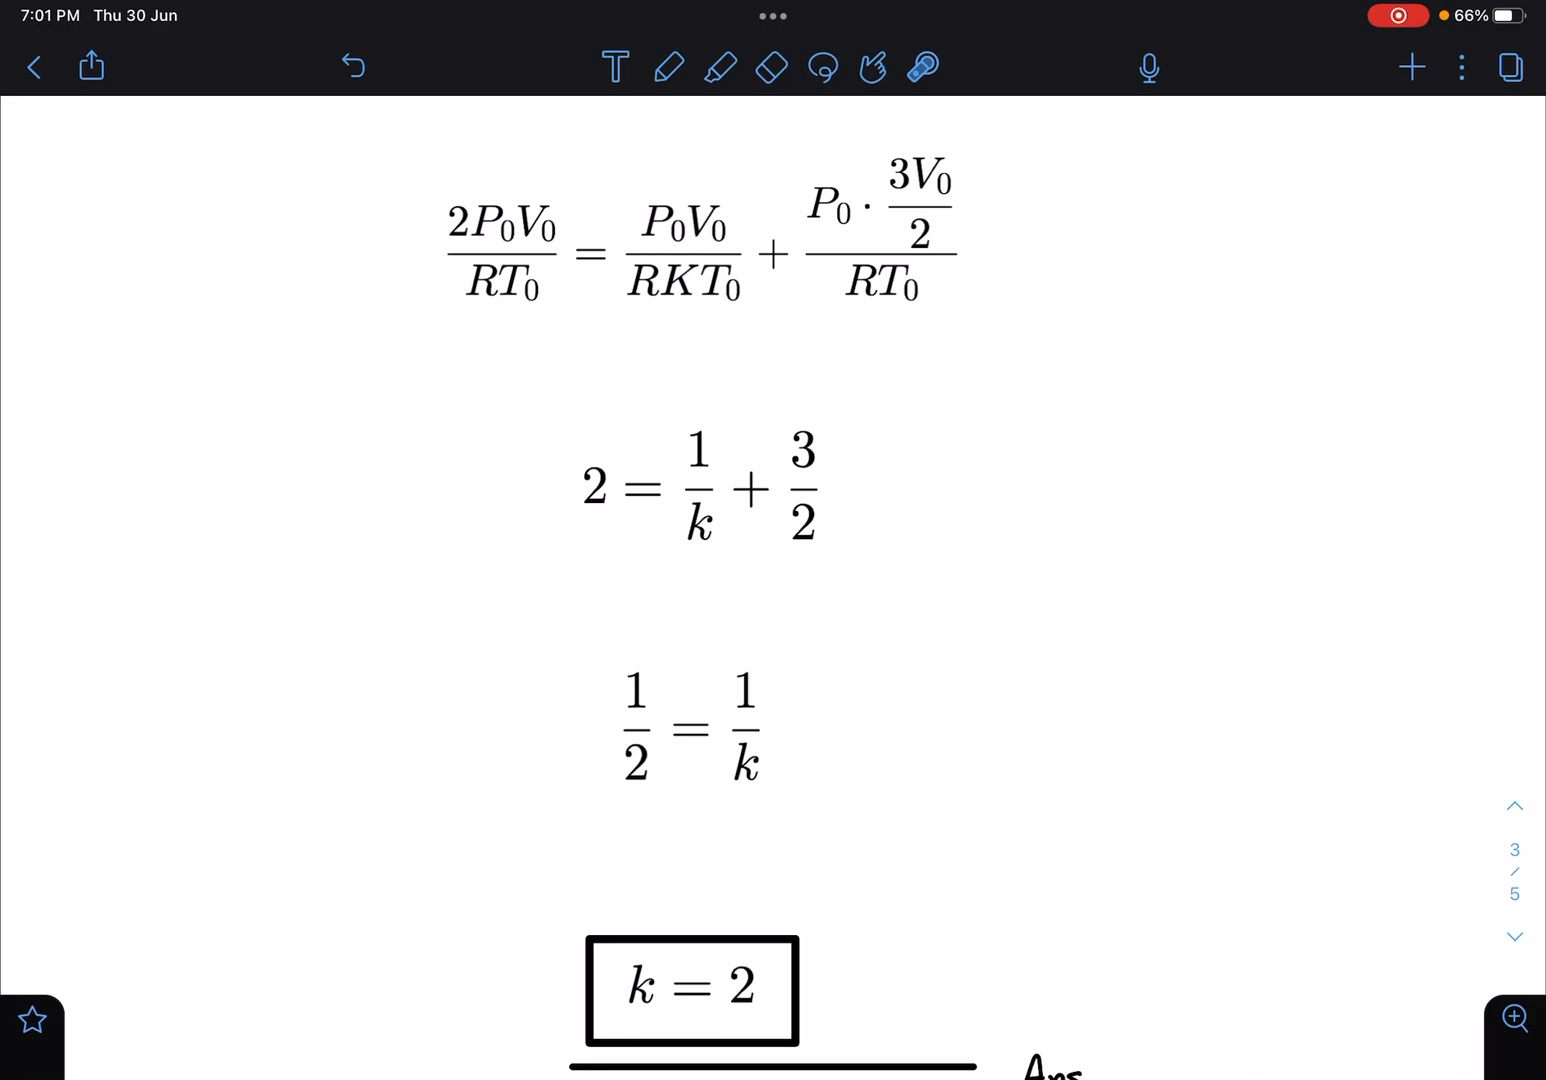 7:01 PM Thu 30 Jun
66%
T
2P₀V₀/RT₀ = P₀V₀/RKT₀ + P₀ · 3V₀/2 / RT₀
2 = 1/k + 3/2
1/2 = 1/k
3/5
k = 2
Ans